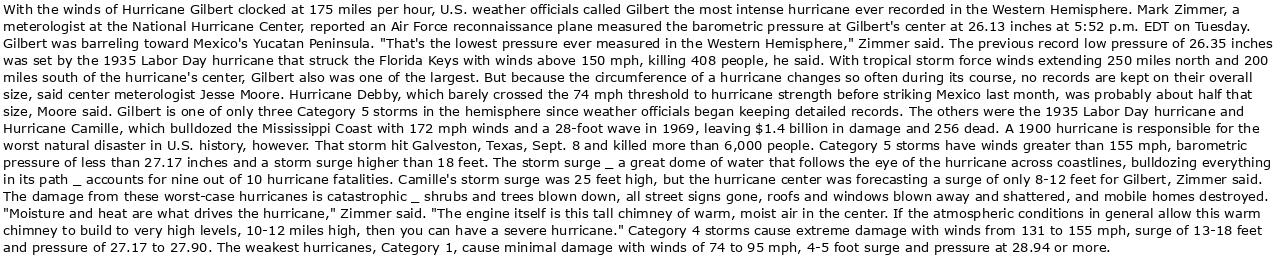 With the winds of Hurricane Gilbert clocked at 175 miles per hour, U.S. weather officials called Gilbert the most intense hurricane ever recorded in the Western Hemisphere. Mark Zimmer, a
meterologist at the National Hurricane Center, reported an Air Force reconnaissance plane measured the barometric pressure at Gilbert's center at 26.13 inches at 5:52 p.m. EDT on Tuesday.
Gilbert was barreling toward Mexico's Yucatan Peninsula. "That's the lowest pressure ever measured in the Western Hemisphere," Zimmer said. The previous record low pressure of 26.35 inches
was set by the 1935 Labor Day hurricane that struck the Florida Keys with winds above 150 mph, killing 408 people, he said. With tropical storm force winds extending 250 miles north and 200
miles south of the hurricane's center, Gilbert also was one of the largest. But because the circumference of a hurricane changes so often during its course, no records are kept on their overall
size, said center meterologist Jesse Moore. Hurricane Debby, which barely crossed the 74 mph threshold to hurricane strength before striking Mexico last month, was probably about half that
size, Moore said. Gilbert is one of only three Category 5 storms in the hemisphere since weather officials began keeping detailed records. The others were the 1935 Labor Day hurricane and
Hurricane Camille, which bulldozed the Mississippi Coast with 172 mph winds and a 28-foot wave in 1969, leaving $1.4 billion in damage and 256 dead. A 1900 hurricane is responsible for the
worst natural disaster in U.S. history, however. That storm hit Galveston, Texas, Sept. 8 and killed more than 6,000 people. Category 5 storms have winds greater than 155 mph, barometric
pressure of less than 27.17 inches and a storm surge higher than 18 feet. The storm surge _ a great dome of water that follows the eye of the hurricane across coastlines, bulldozing everything
in its path _ accounts for nine out of 10 hurricane fatalities. Camille's storm surge was 25 feet high, but the hurricane center was forecasting a surge of only 8-12 feet for Gilbert, Zimmer said.
The damage from these worst-case hurricanes is catastrophic _ shrubs and trees blown down, all street signs gone, roofs and windows blown away and shattered, and mobile homes destroyed.
"Moisture and heat are what drives the hurricane," Zimmer said. "The engine itself is this tall chimney of warm, moist air in the center. If the atmospheric conditions in general allow this warm
chimney to build to very high levels, 10-12 miles high, then you can have a severe hurricane." Category 4 storms cause extreme damage with winds from 131 to 155 mph, surge of 13-18 feet
and pressure of 27.17 to 27.90. The weakest hurricanes, Category 1, cause minimal damage with winds of 74 to 95 mph, 4-5 foot surge and pressure at 28.94 or more.